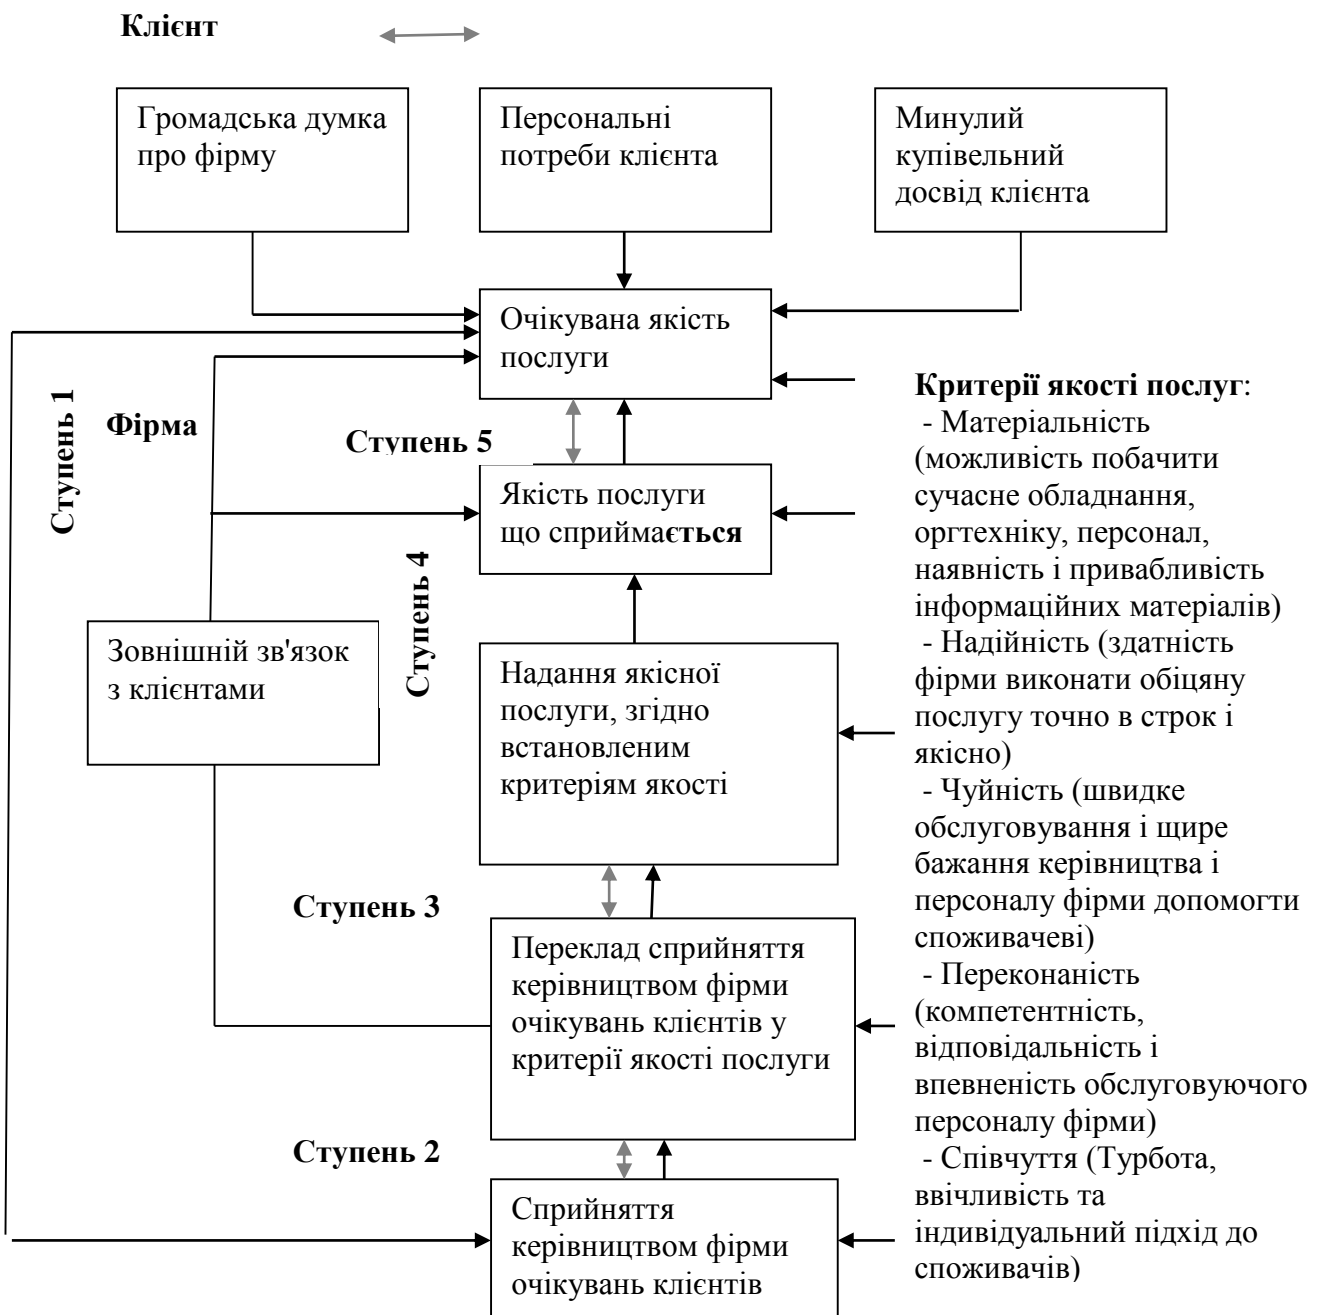 Клієнт
Громадська думка
про фірму
Персональні
потреби клієнта
Минулий
купівельний
досвід клієнта
Очікувана якість
послуги
Ступень 1
Фірма
Ступень 5
Якість послуги
що сприймається
Ступень 4
Зовнішній зв'язок
з клієнтами
Надання якісної
послуги, згідно
встановленим
критеріям якості
Ступень 3
Переклад сприйняття
керівництвом фірми
очікувань клієнтів у
критерії якості послуги
Ступень 2
Сприйняття
керівництвом фірми
очікувань клієнтів
Критерії якості послуг:
- Матеріальність
(можливість побачити
сучасне обладнання,
оргтехніку, персонал,
наявність і привабливість
інформаційних матеріалів)
- Надійність (здатність
фірми виконати обіцяну
послугу точно в строк і
якісно)
- Чуйність (швидке
обслуговування і щире
бажання керівництва і
персоналу фірми допомогти
споживачеві)
- Переконаність
(компетентність,
відповідальність і
впевненість обслуговуючого
персоналу фірми)
- Співчуття (Турбота,
ввічливість та
індивідуальний підхід до
споживачів)